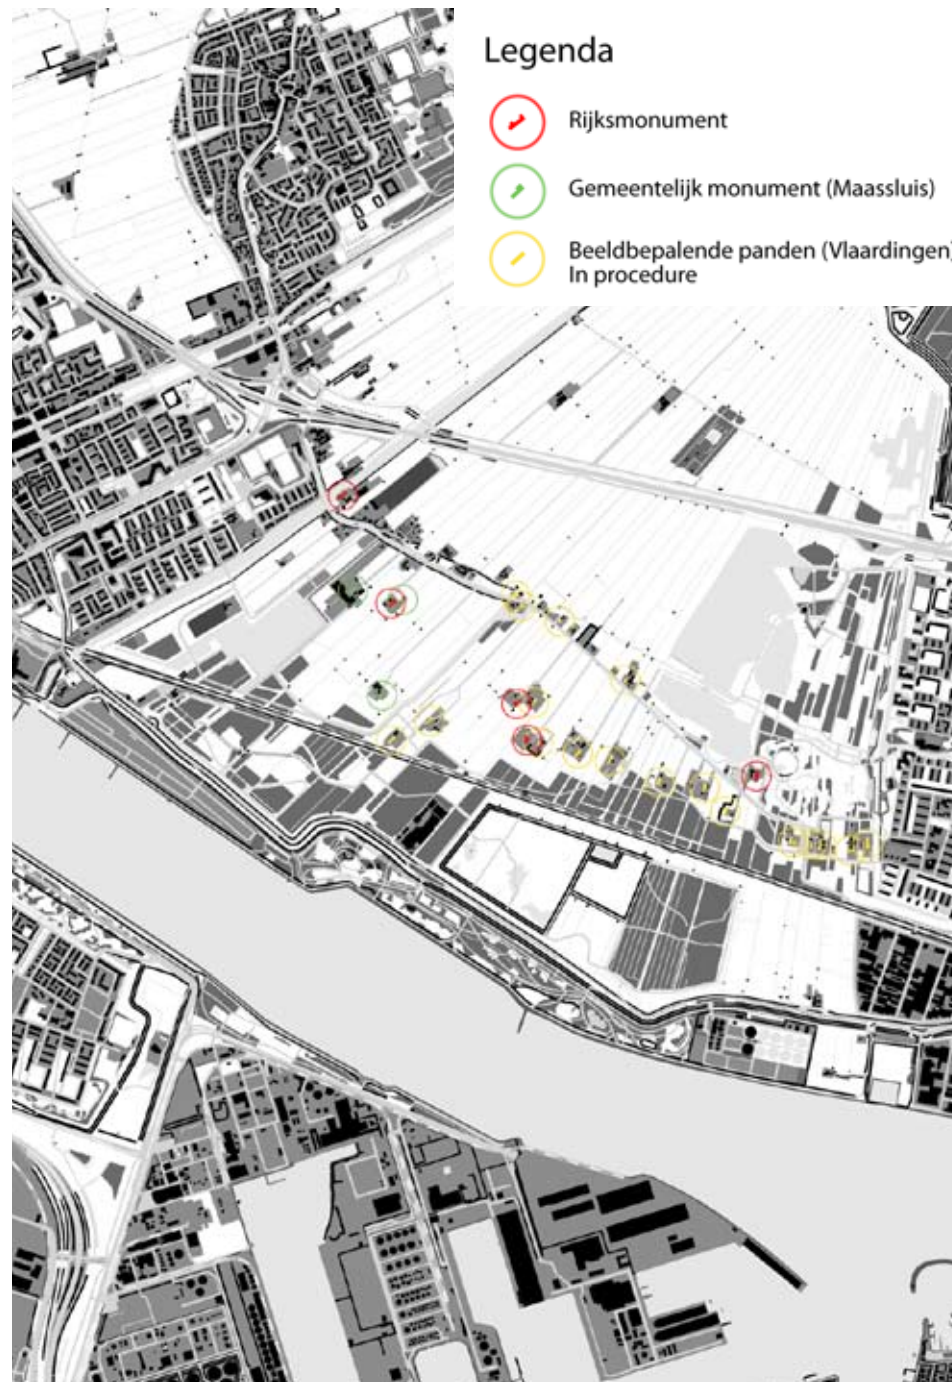 Legenda
Rijksmonument
Gemeentelijk monument (Maassluis)
Beeldbepalende panden (Vlaardingen)
In procedure